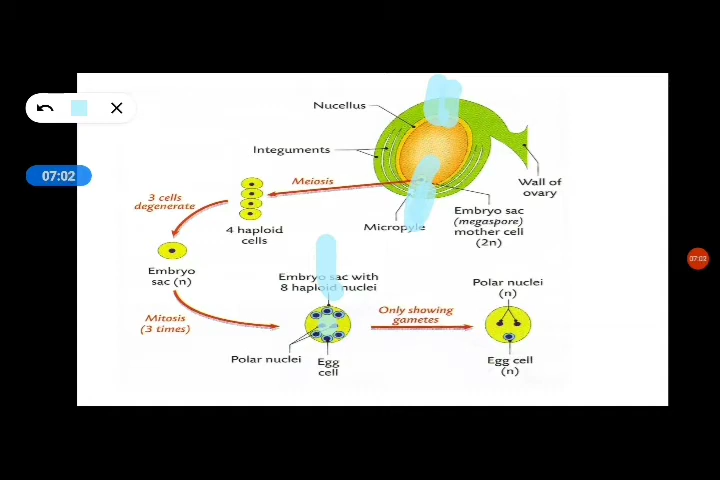 Nucellus
Integuments
Wall of
ovary
Meiosis
3 cells
degenerate
4 haploid
cells
Micropyle
Embryo sac
(megaspore)
mother cell
(2n)
Embryo
sac (n)
Embryo sac with
8 haploid nuclei
Polar nuclei
(n)
Mitosis
(3 times)
Only showing
gametes
Polar nuclei
Egg
cell
Egg cell
(n)
07:02
07:02